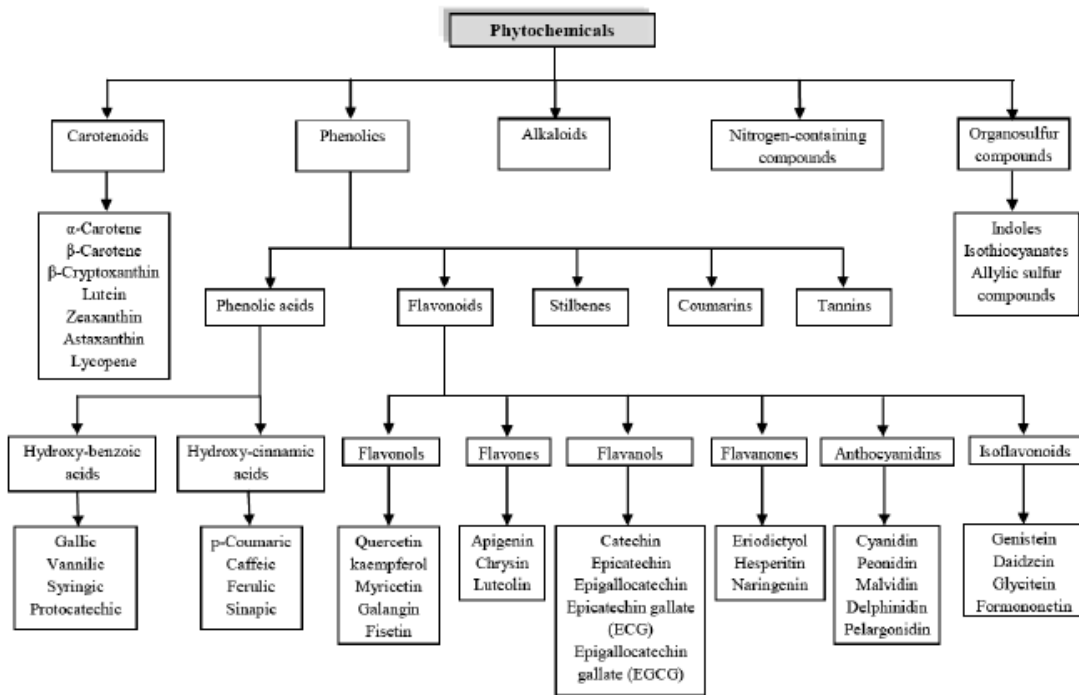 Phytochemicals
Carotenoids
Phenolics
Alkaloids
Nitrogen-containing
compounds
Organosulfur
compounds
α-Carotene
β-Carotene
β-Cryptoxanthin
Lutein
Zeaxanthin
Astaxanthin
Lycopene
Indoles
Isothiocyanates
Allylic sulfur
compounds
Phenolic acids
Flavonoids
Stilbenes
Coumarins
Tannins
Hydroxy-benzoic
acids
Hydroxy-cinnamic
acids
Flavonols
Flavones
Flavanols
Flavanones
Anthocyanidins
Isoflavonoids
Gallic
Vannilic
Syringic
Protocatechic
p-Coumaric
Caffeic
Ferulic
Sinapic
Quercetin
kaempferol
Myricetin
Galangin
Fisetin
Apigenin
Chrysin
Luteolin
Catechin
Epicatechin
Epigallocatechin
Epicatechin gallate
(ECG)
Epigallocatechin
gallate (EGCG)
Eriodictyol
Hesperitin
Naringenin
Cyanidin
Peonidin
Malvidin
Delphinidin
Pelargonidin
Genistein
Daidzein
Glycitein
Formononetin